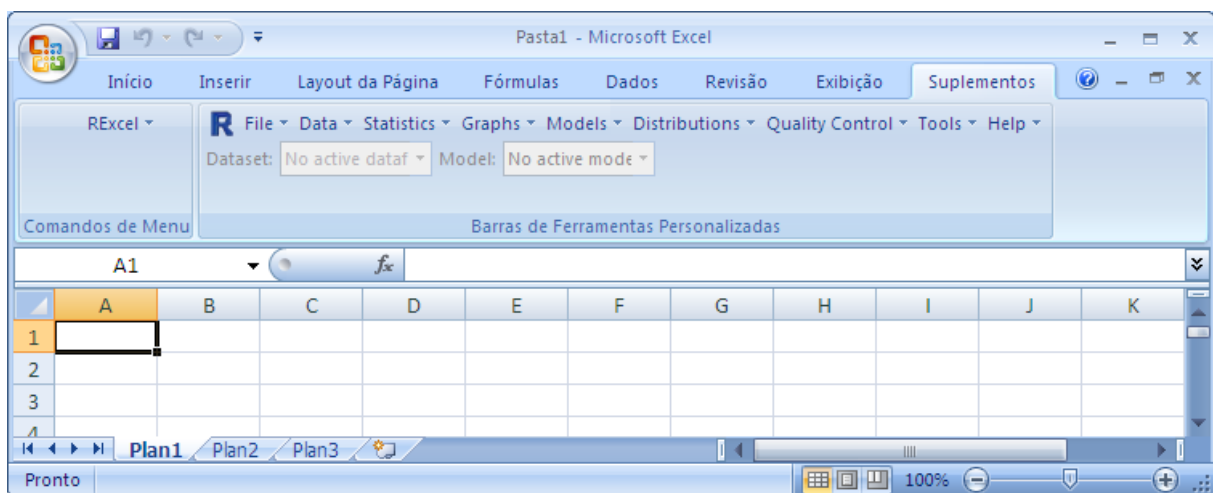 Pasta1 - Microsoft Excel
Início Inserir Layout da Página Fórmulas Dados Revisão Exibição Suplementos
RExcel R File Data Statistics Graphs Models Distributions Quality Control Tools Help
Dataset: No active dataf Model: No active mode
Comandos de Menu Barras de Ferramentas Personalizadas
A1 fx
A B C D E F G H I J K
1
2
3
4
Plan1 Plan2 Plan3
Pronto 100%